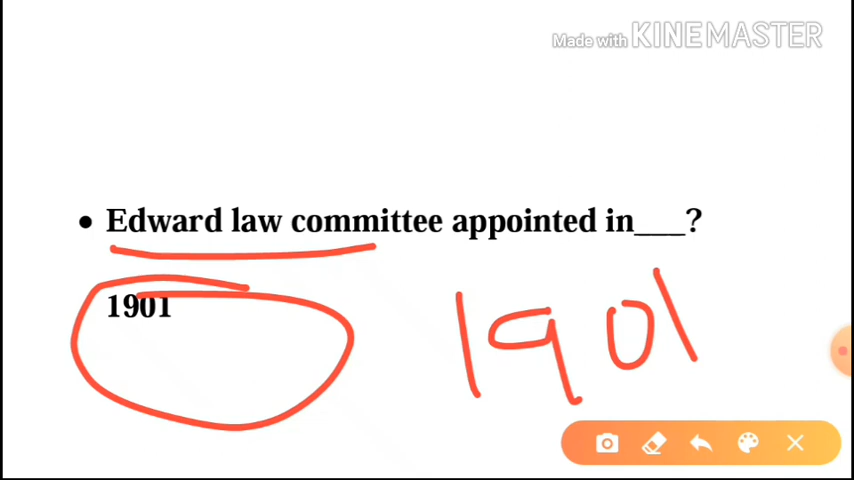 Made with KINEMASTER
• Edward law committee appointed in___?
1901
1901